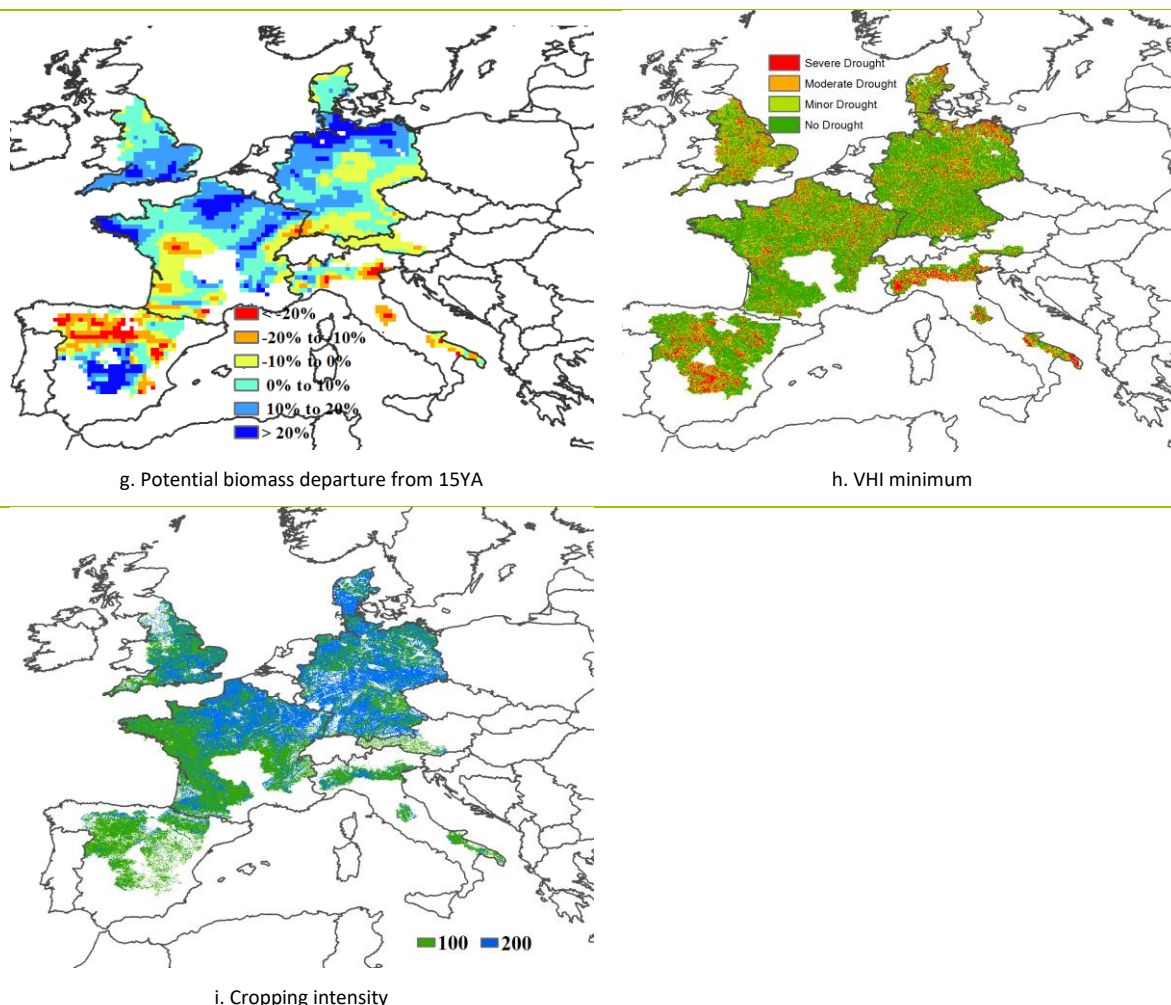 < -20%
-20% to -10%
-10% to 0%
0% to 10%
10% to 20%
> 20%
Severe Drought
Moderate Drought
Minor Drought
No Drought
g. Potential biomass departure from 15YA
h. VHI minimum
100 200
i. Cropping intensity